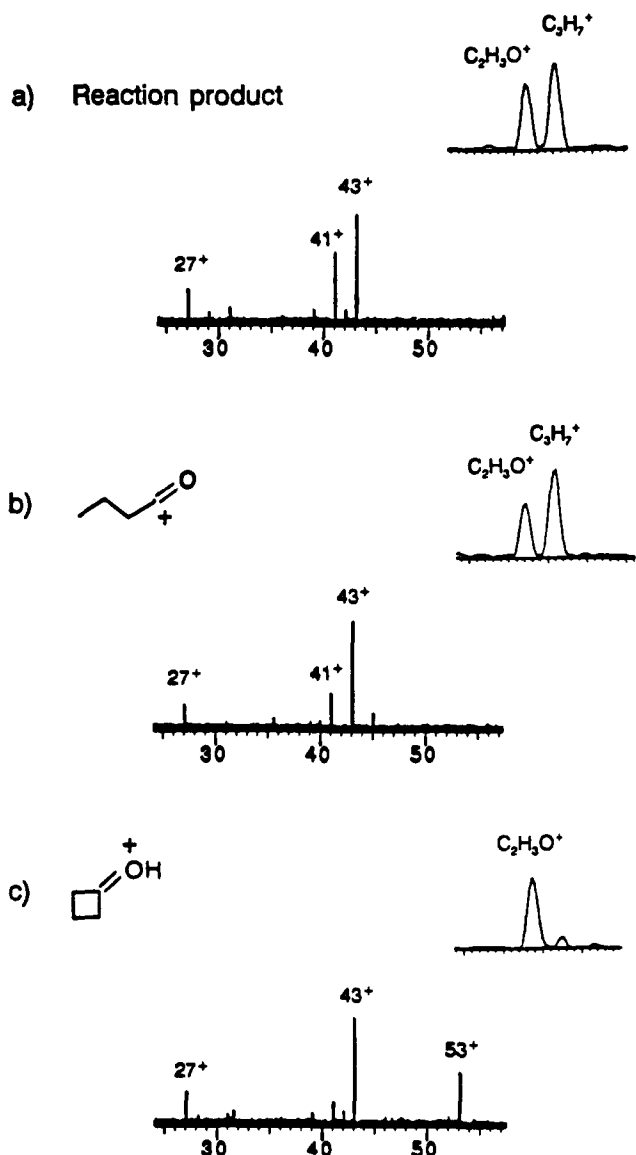 C₃H₇⁺
C₂H₃O⁺
a) Reaction product
43⁺
41⁺
27⁺
30 40 50
C₃H₇⁺
C₂H₃O⁺
b) O
+
43⁺
41⁺
27⁺
30 40 50
C₂H₃O⁺
+
OH
c)
43⁺
53⁺
27⁺
30 40 50